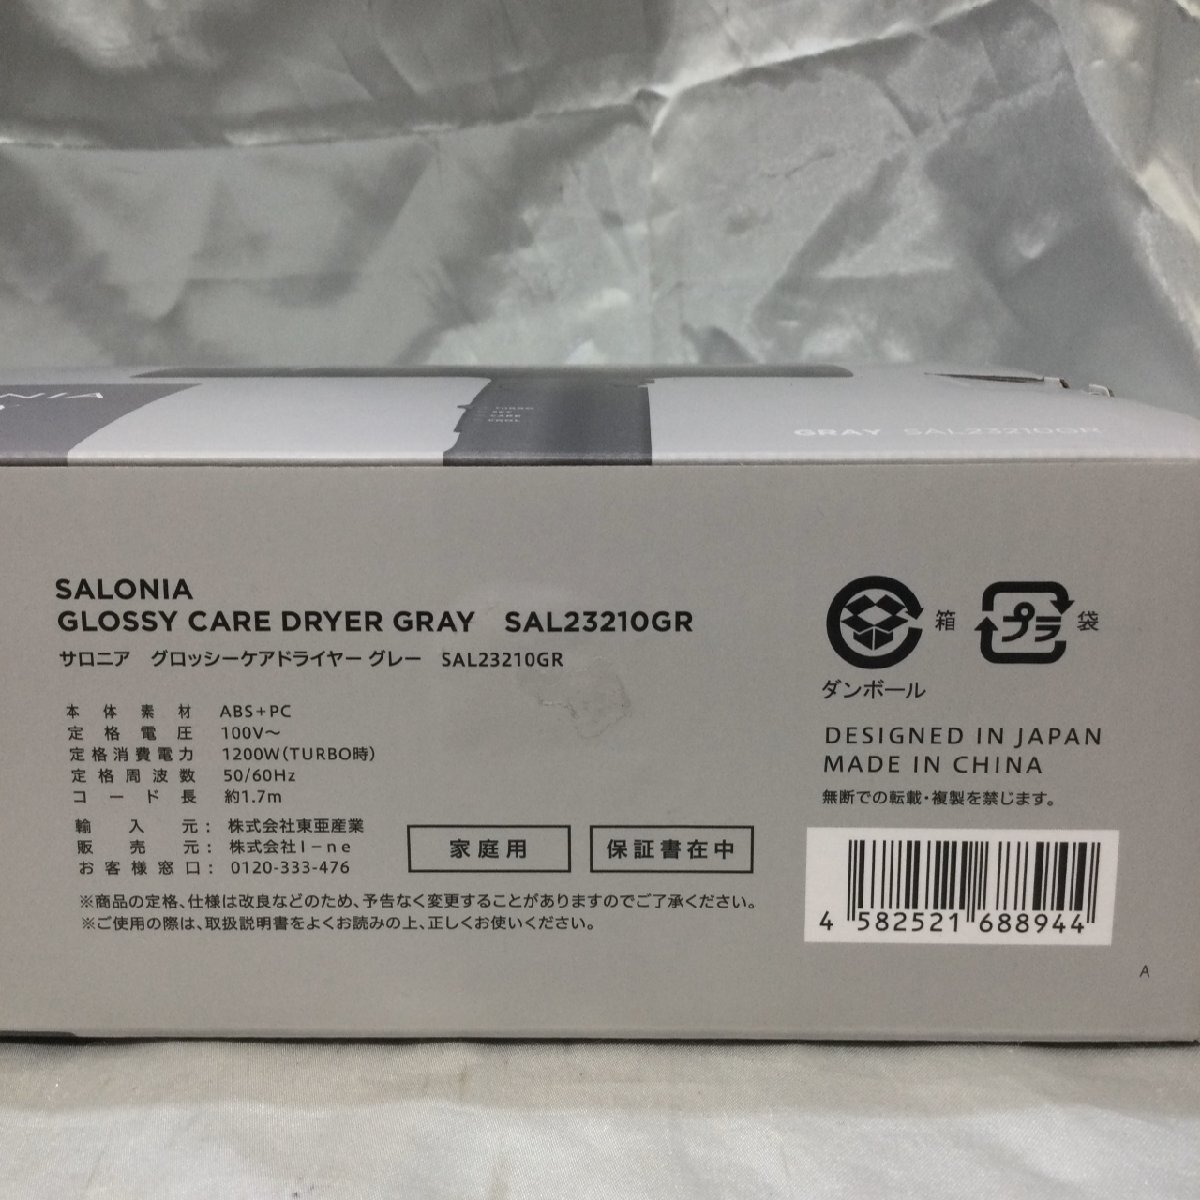 NIA
GRAY SAL23210GR
SALONIA
GLOSSY CARE DRYER GRAY SAL23210GR
サロニア グロッシーケアドライヤー グレー SAL23210GR
本体素材 ABS+PC
定格電圧 100V〜
定格消費電力 1200W(TURBO時)
定格周波数 50/60Hz
コード長 約1.7m
輸入元: 株式会社東亜産業
販売元: 株式会社I-ne
お客様窓口: 0120-333-476
家庭用
保証書在中
※商品の定格、仕様は改良などのため、予告なく変更することがありますのでご了承ください。
※ご使用の際は、取扱説明書をよくお読みの上、正しくお使いください。
箱
プラ
袋
ダンボール
DESIGNED IN JAPAN
MADE IN CHINA
無断での転載・複製を禁じます。
4 582521 688944
A